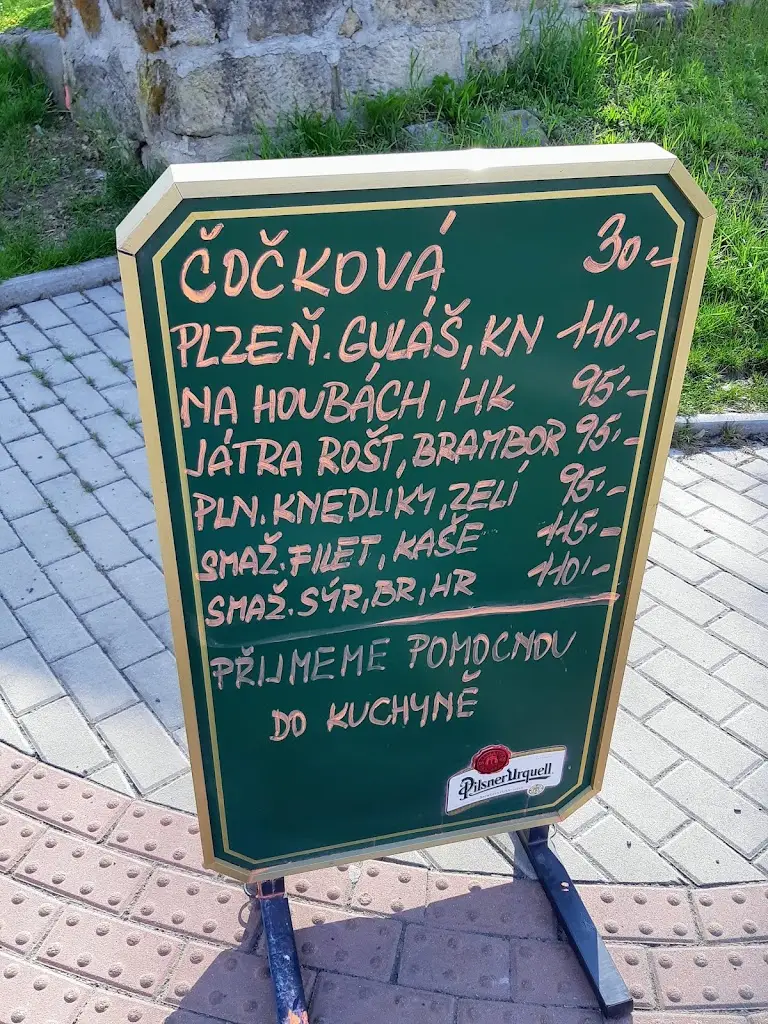 ČOČKOVÁ 30,-
PLZEŇ.GULÁŠ,KN 110,-
NA HOUBÁCH,HK 95,-
JÁTRA ROŠT,BRAMBOR 95,-
PLN.KNEDLIKY,ZELÍ 95,-
SMAŽ.FILET,KAŠE 115,-
SMAŽ.SÝR,BR,HR 110,-
PŘIJMEME POMOCNOU
DO KUCHYNĚ
Pilsner Urquell